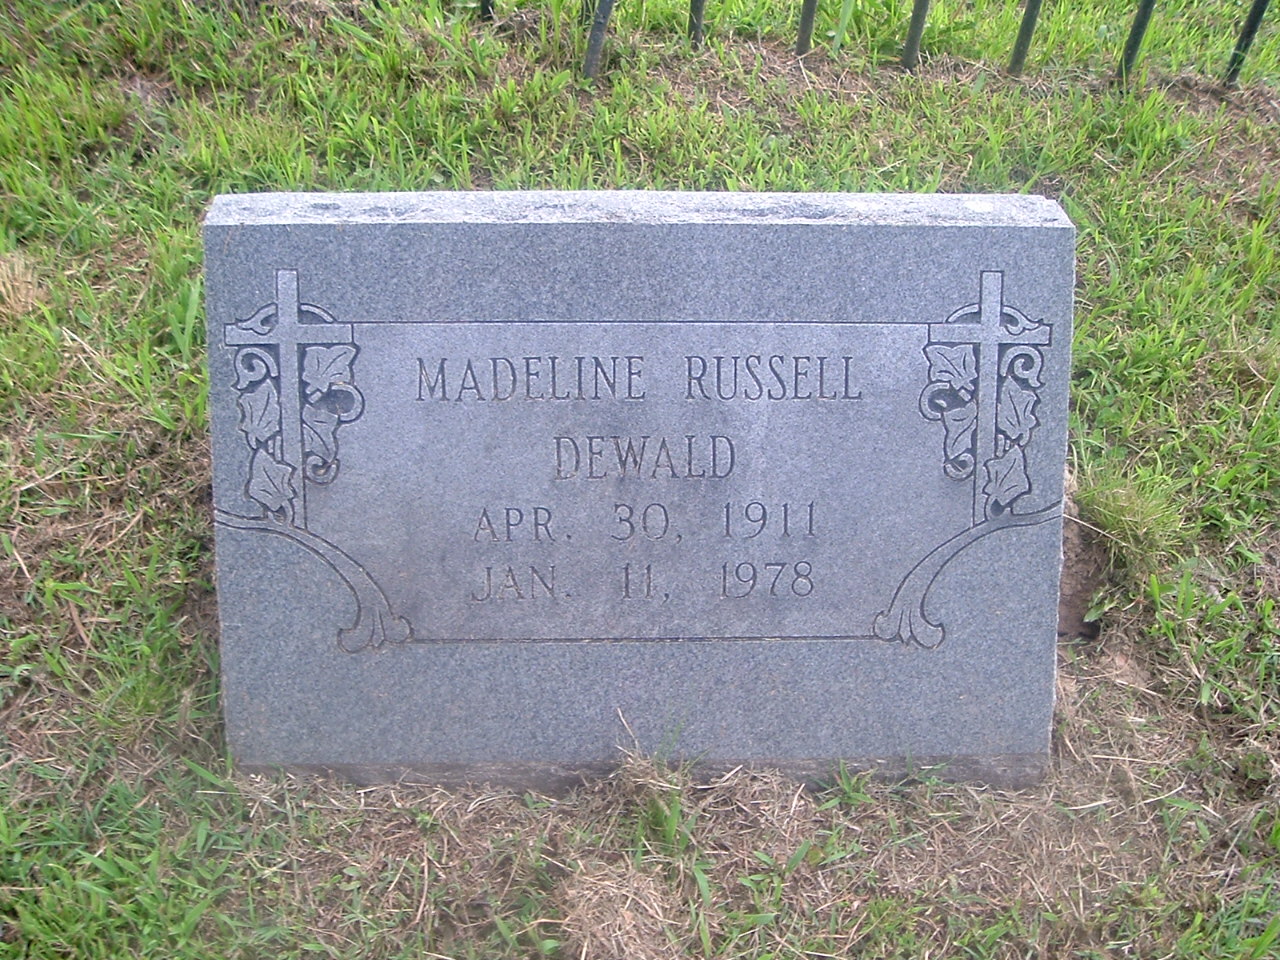 MADELINE RUSSELL
DEWALD
APR. 30, 1911
JAN. 11, 1978